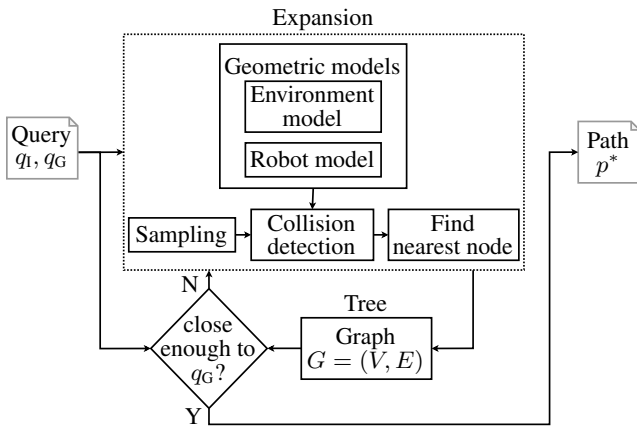 Expansion
Geometric models
Environment
model
Robot model
Query
q_I, q_G
Path
p*
Sampling
Collision
detection
Find
nearest node
N
Tree
close
enough to
q_G?
Graph
G = (V, E)
Y